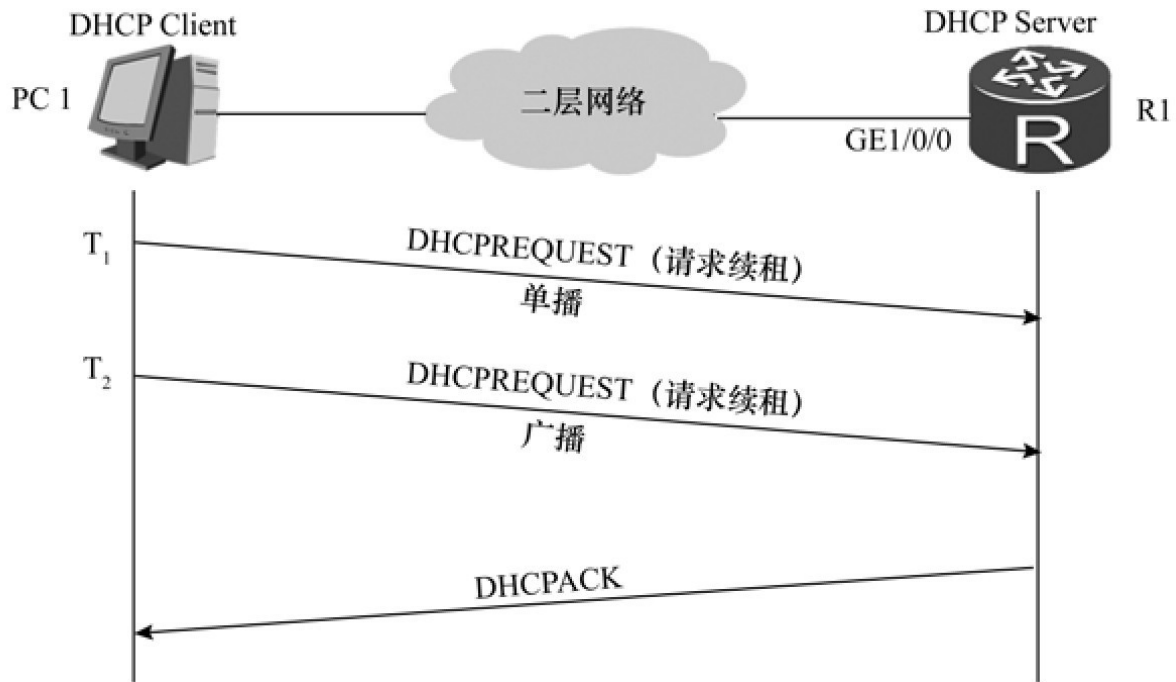 DHCP Client
DHCP Server
PC 1
二层网络
GE1/0/0
R
R1
T₁
DHCPREQUEST（请求续租）
单播
T₂
DHCPREQUEST（请求续租）
广播
DHCPACK